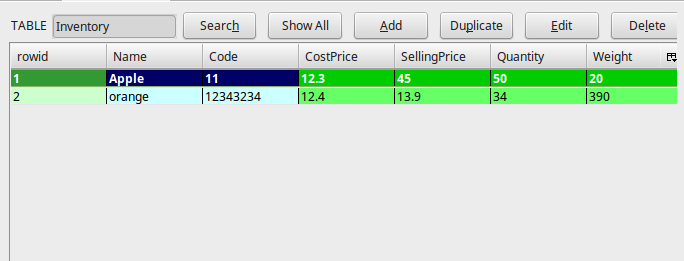 TABLE Inventory Search Show All Add Duplicate Edit Delete
rowid Name Code CostPrice SellingPrice Quantity Weight
1 Apple 11 12.3 45 50 20
2 orange 12343234 12.4 13.9 34 390